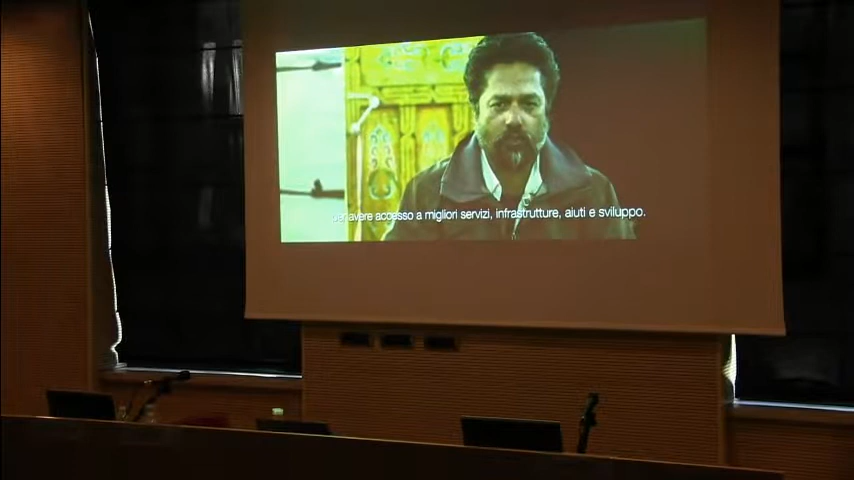 per avere accesso a migliori servizi, infrastrutture, aiuti e sviluppo.